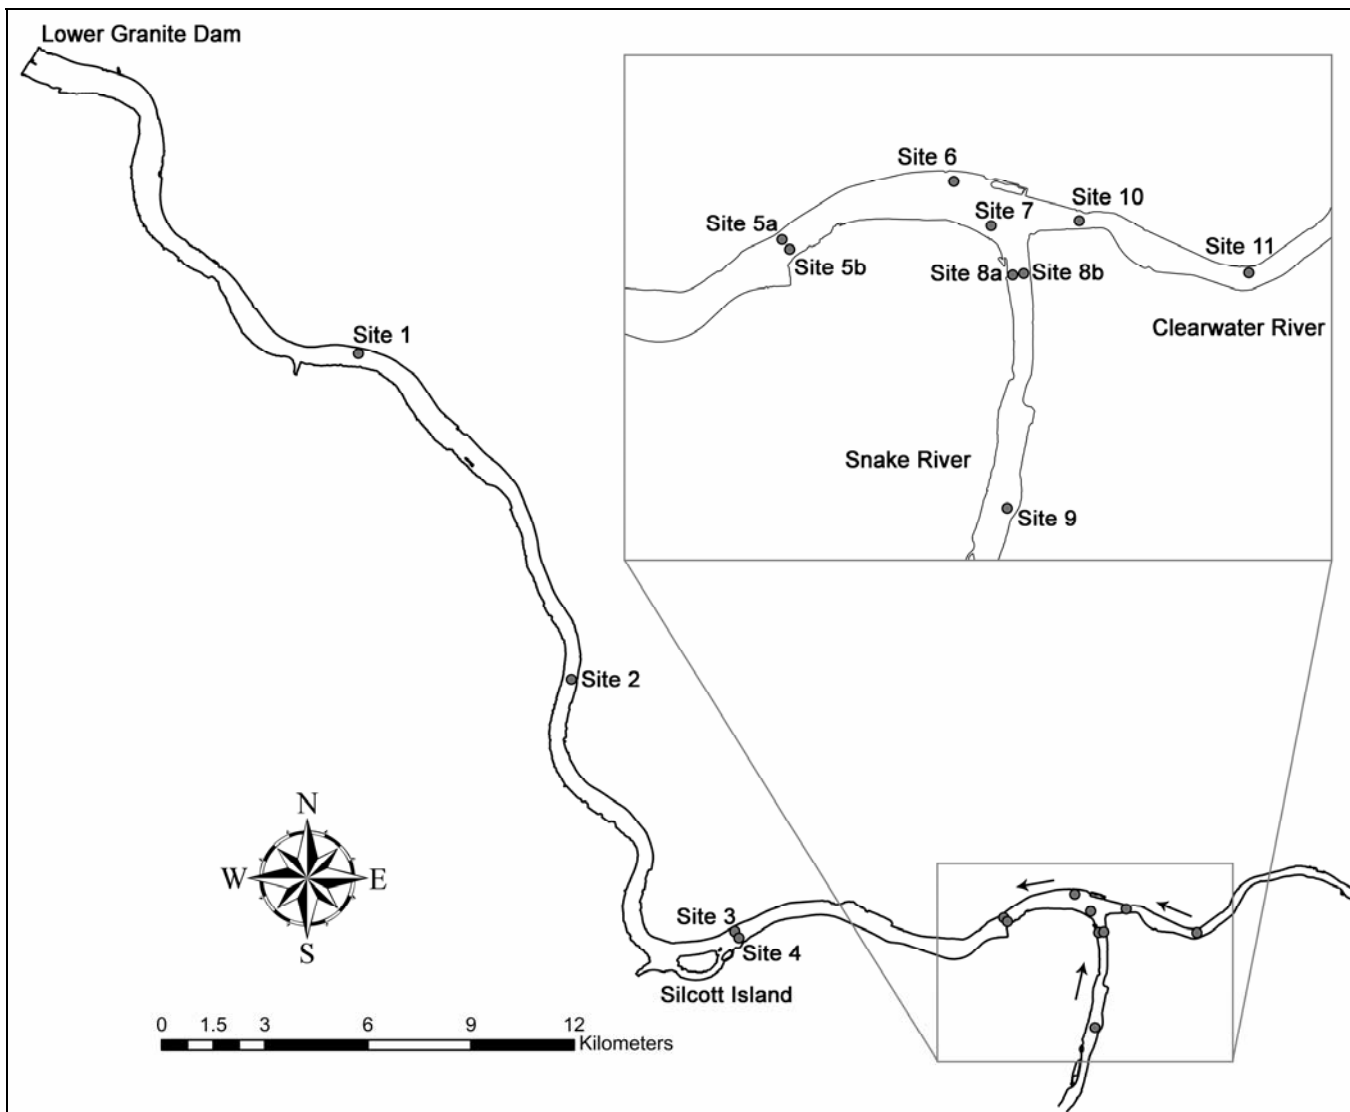 Lower Granite Dam
Site 6
Site 10
Site 7
Site 5a
Site 11
Site 5b
Site 8a
Site 8b
Clearwater River
Site 1
Snake River
Site 9
Site 2
N
W
E
S
Site 3
Site 4
Silcott Island
0 1.5 3 6 9 12
Kilometers